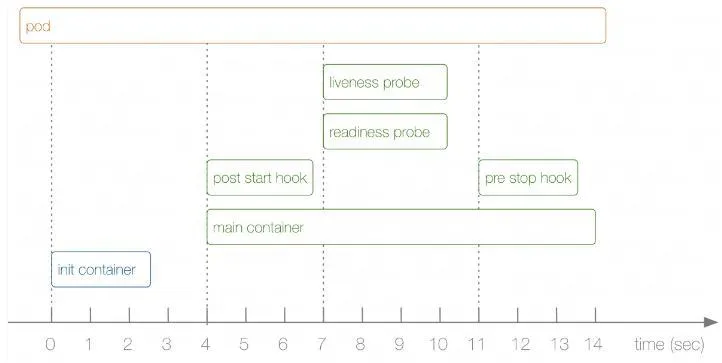 pod
liveness probe
readiness probe
post start hook
pre stop hook
main container
init container
0 1 2 3 4 5 6 7 8 9 10 11 12 13 14 time (sec)